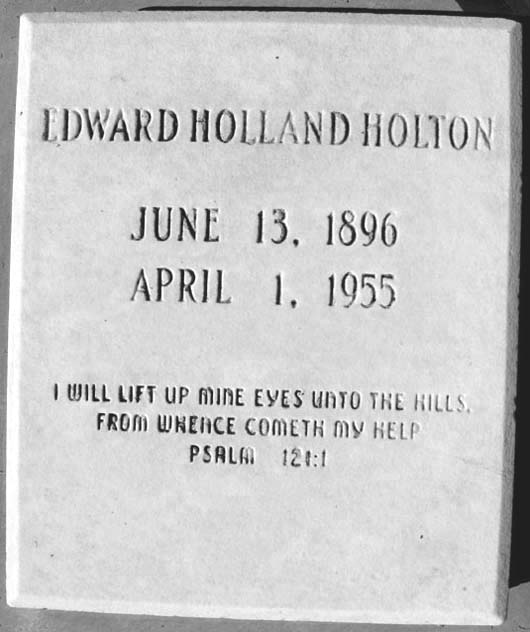 EDWARD HOLLAND HOLTON
JUNE 13, 1896
APRIL 1, 1955
I WILL LIFT UP MINE EYES UNTO THE HILLS,
FROM WHENCE COMETH MY HELP
PSALM 121:1